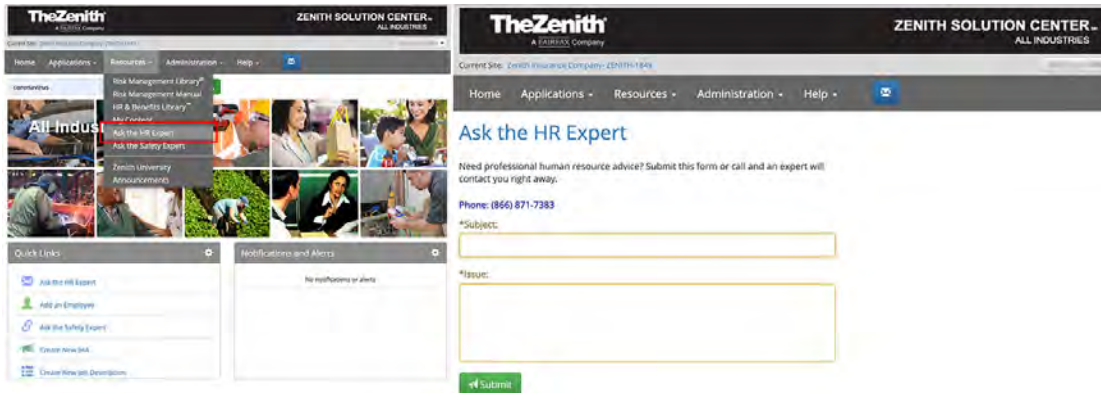 TheZenith
A FAIRFAX Company
ZENITH SOLUTION CENTER
ALL INDUSTRIES
Home Applications Resources Administration Help
coronavirus
Risk Management Library
Risk Management Manual
HR & Benefits Library™
My Content
Ask the HR Expert
Ask the Safety Expert
Zenith University
Announcements
All Indus
Quick Links
Ask the HR Expert
Add an Employee
Ask the Safety Expert
Create New JHA
Create New Job Description
Notifications and Alerts
No notifications or alerts
TheZenith
A FAIRFAX Company
ZENITH SOLUTION CENTER
ALL INDUSTRIES
Current Site: Zenith Insurance Company-
Home Applications Resources Administration Help
Ask the HR Expert
Need professional human resource advice? Submit this form or call and an expert will
contact you right away.
Phone: (866) 871-7383
*Subject:
*Issue:
Submit